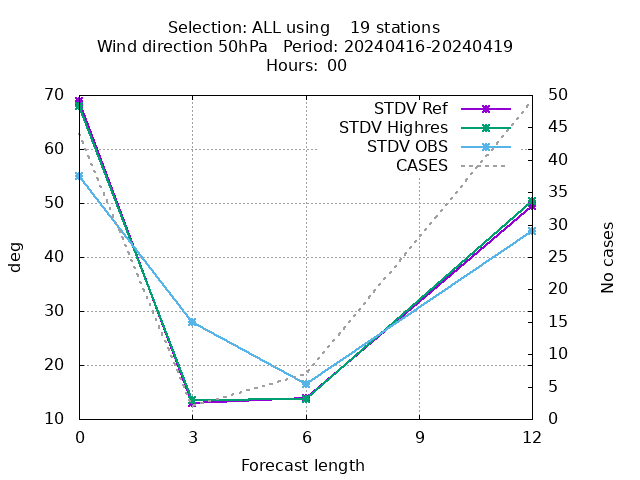 Selection: ALL using    19 stations
Wind direction 50hPa   Period: 20240416-20240419
Hours: 00
70 50
STDV Ref
45
STDV Highres
60 STDV OBS
40
CASES
35
50
30
40 25
20
30
15
20 10
5
10 0
0 3 6 9 12
deg
No cases
Forecast length